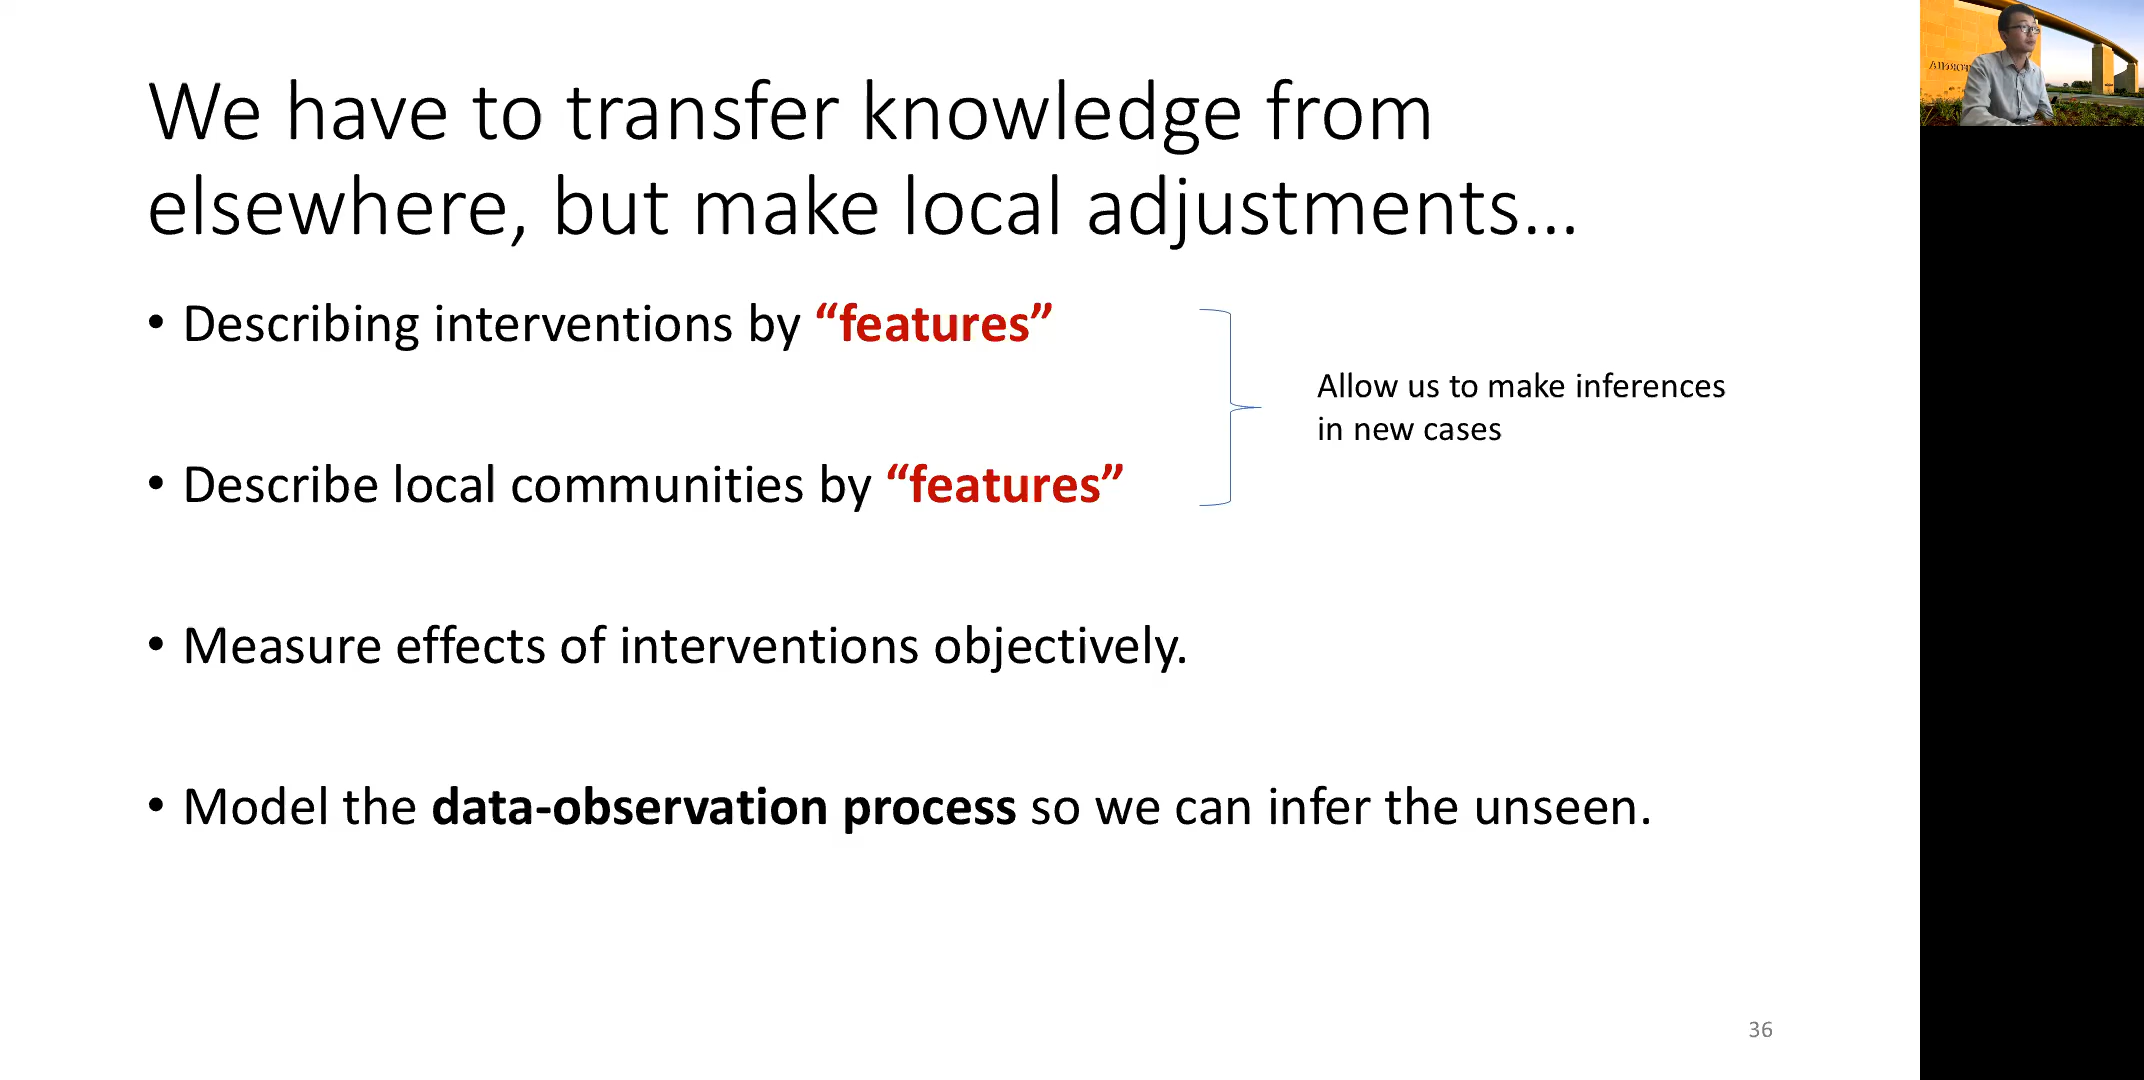 We have to transfer knowledge from
elsewhere, but make local adjustments…
• Describing interventions by “features”
Allow us to make inferences
in new cases
• Describe local communities by “features”
• Measure effects of interventions objectively.
• Model the data-observation process so we can infer the unseen.
36